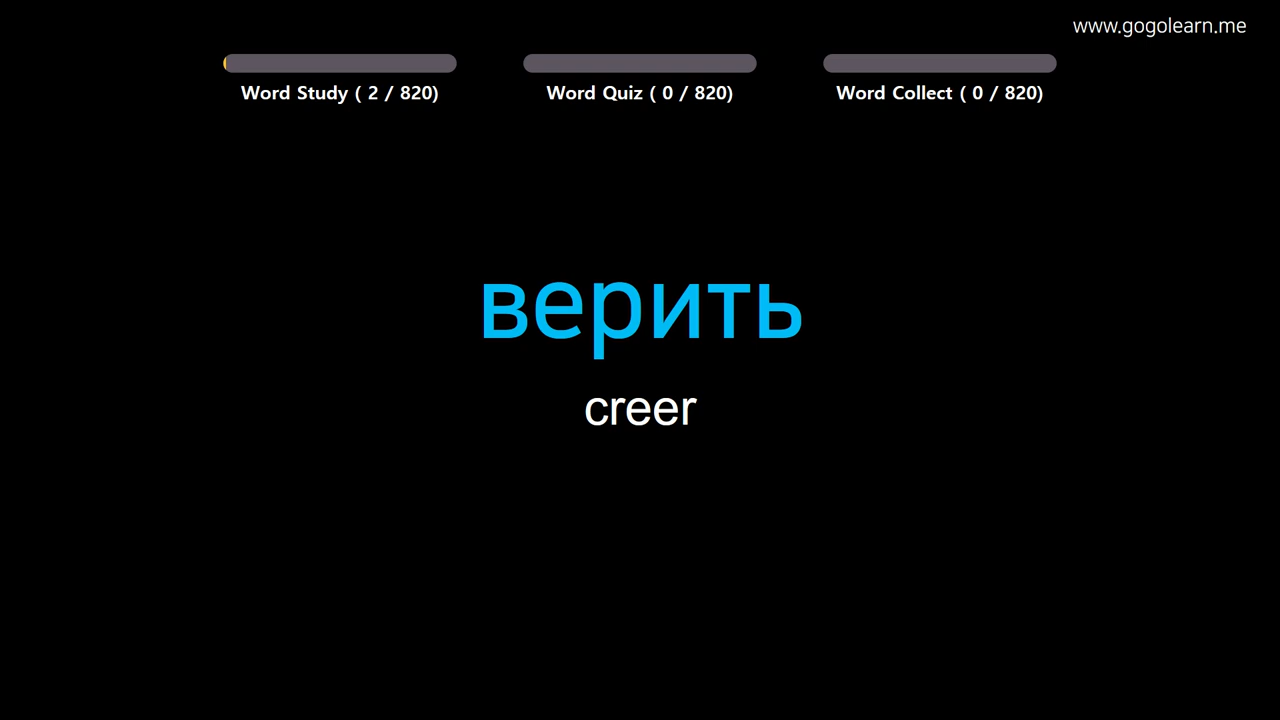 www.gogolearn.me
Word Study ( 2 / 820)
Word Quiz ( 0 / 820)
Word Collect ( 0 / 820)
верить
creer